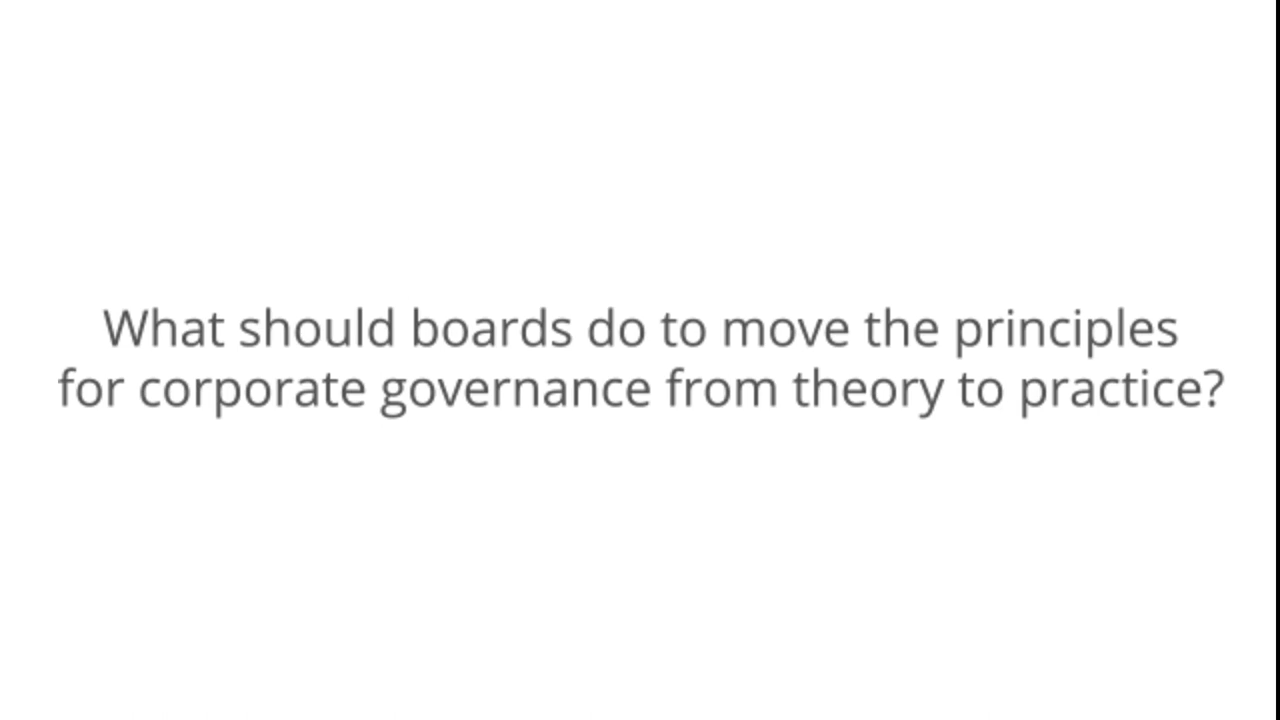 What should boards do to move the principles
for corporate governance from theory to practice?